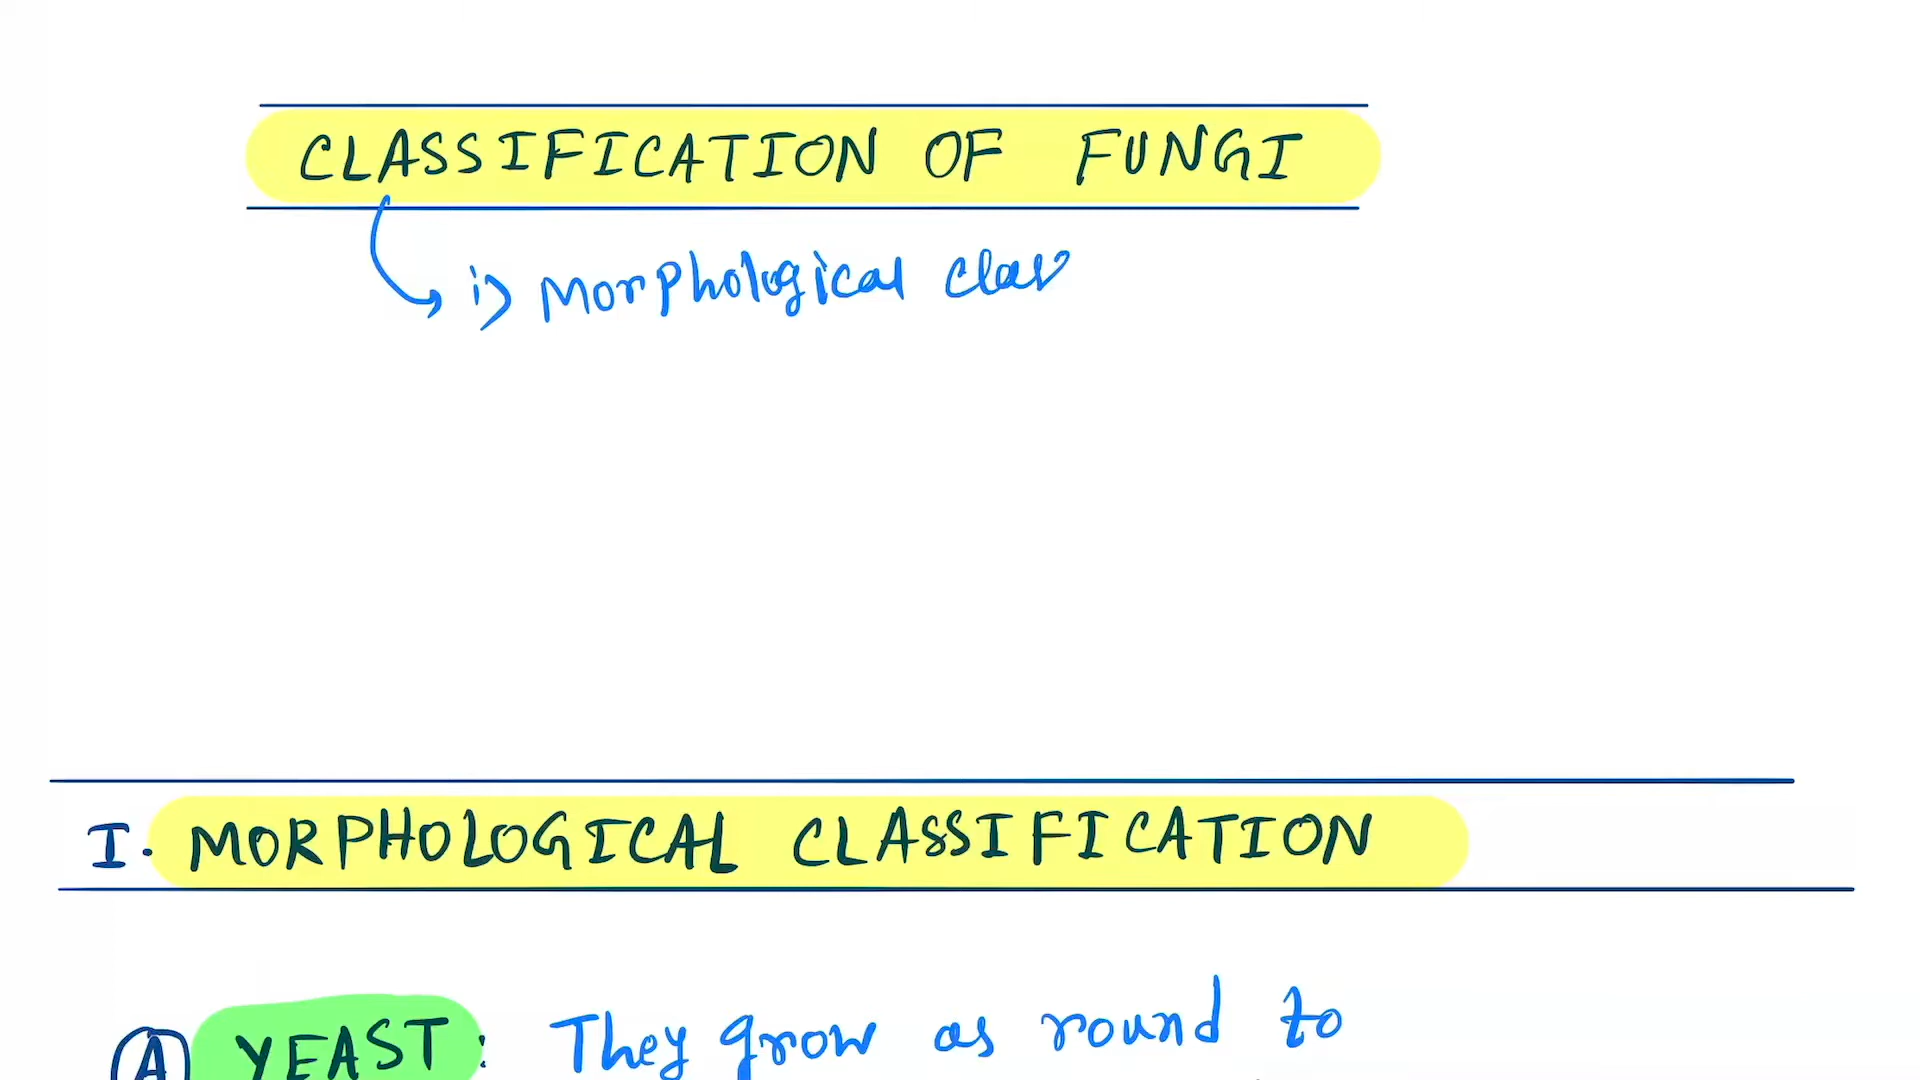 CLASSIFICATION OF FUNGI
i> Morphological clas
I. MORPHOLOGICAL CLASSIFICATION
A YEAST: They grow as round to